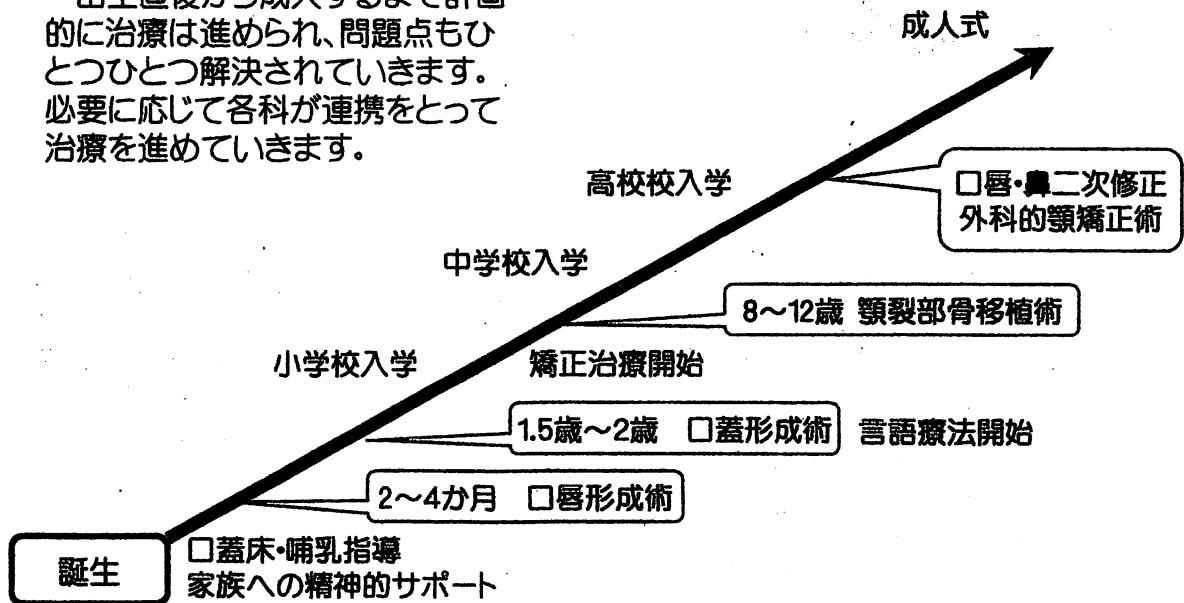 的に治療は進められ、問題点もひ
とつひとつ解決されていきます。
必要に応じて各科が連携をとって
治療を進めていきます。
成人式
高校校入学
口唇・鼻二次修正
外科的顎矯正術
中学校入学
8～12歳 顎裂部骨移植術
小学校入学
矯正治療開始
1.5歳～2歳 口蓋形成術
言語療法開始
2～4か月 口唇形成術
誕生
口蓋床・哺乳指導
家族への精神的サポート